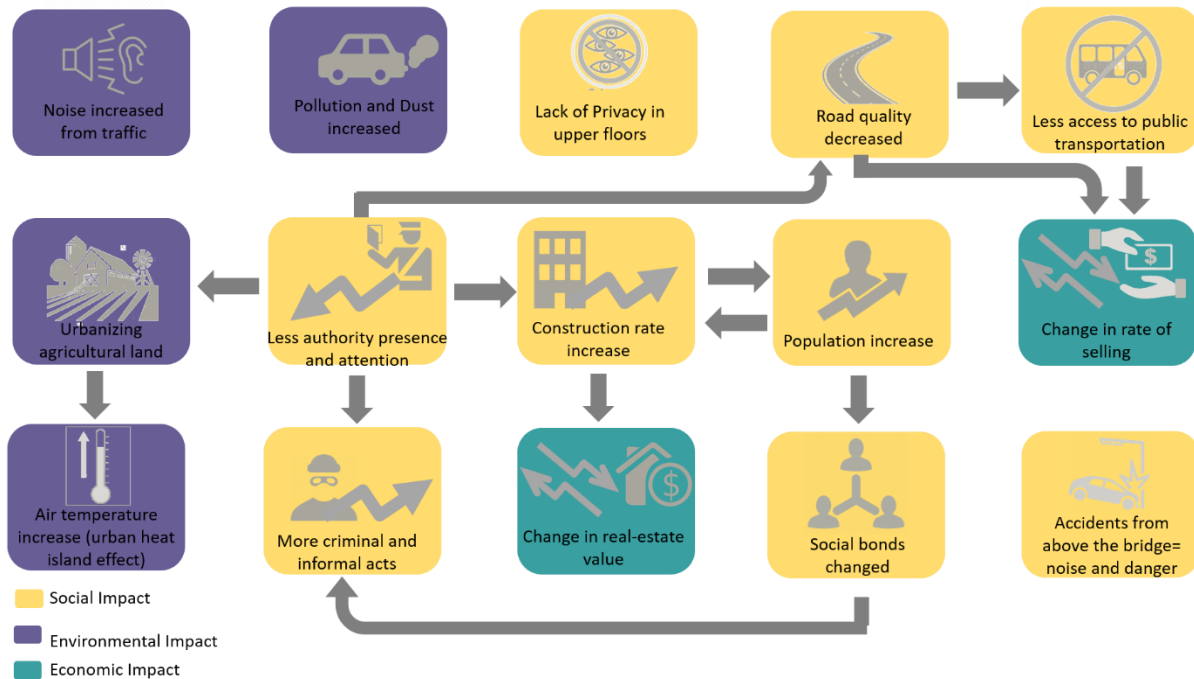 Noise increased
from traffic
Pollution and Dust
increased
Lack of Privacy in
upper floors
Road quality
decreased
Less access to public
transportation
Urbanizing
agricultural land
Less authority presence
and attention
Construction rate
increase
Population increase
$
Change in rate of
selling
Air temperature
increase (urban heat
island effect)
More criminal and
informal acts
$
Change in real-estate
value
Social bonds
changed
Accidents from
above the bridge=
noise and danger
Social Impact
Environmental Impact
Economic Impact